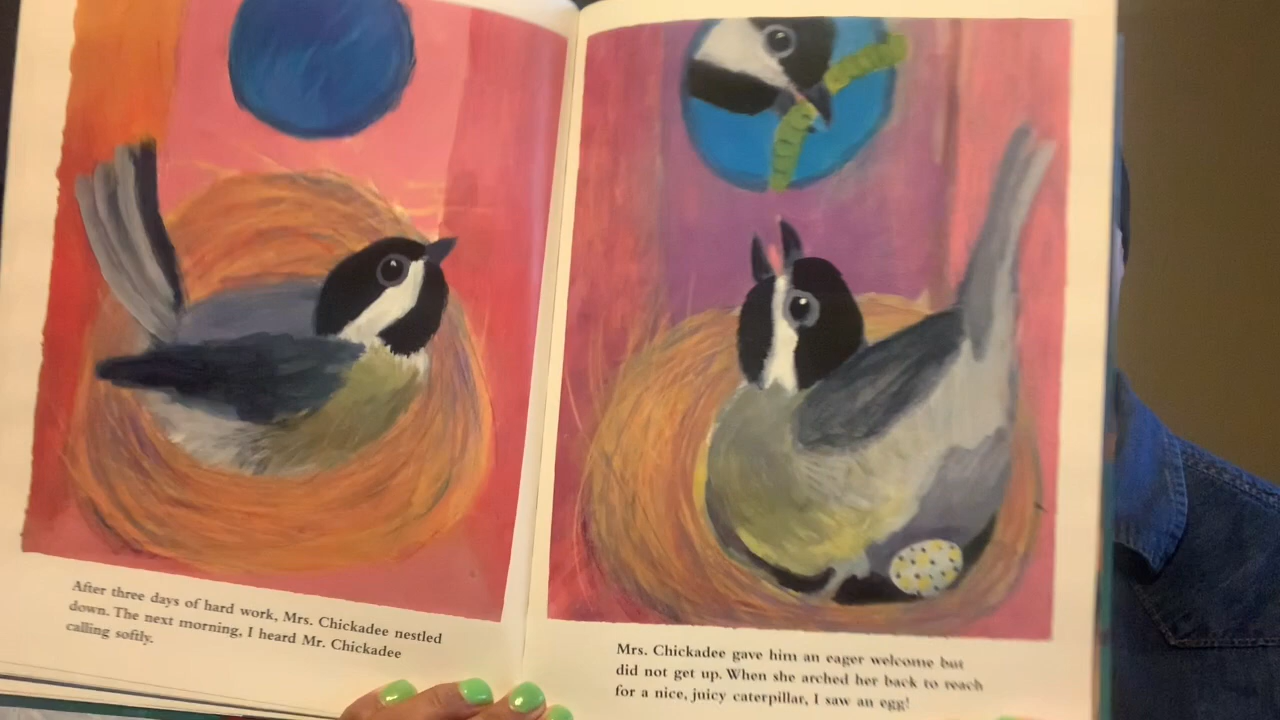 After three days of hard work, Mrs. Chickadee nestled
down. The next morning, I heard Mr. Chickadee
calling softly.
Mrs. Chickadee gave him an eager welcome but
did not get up. When she arched her back to reach
for a nice, juicy caterpillar, I saw an egg!